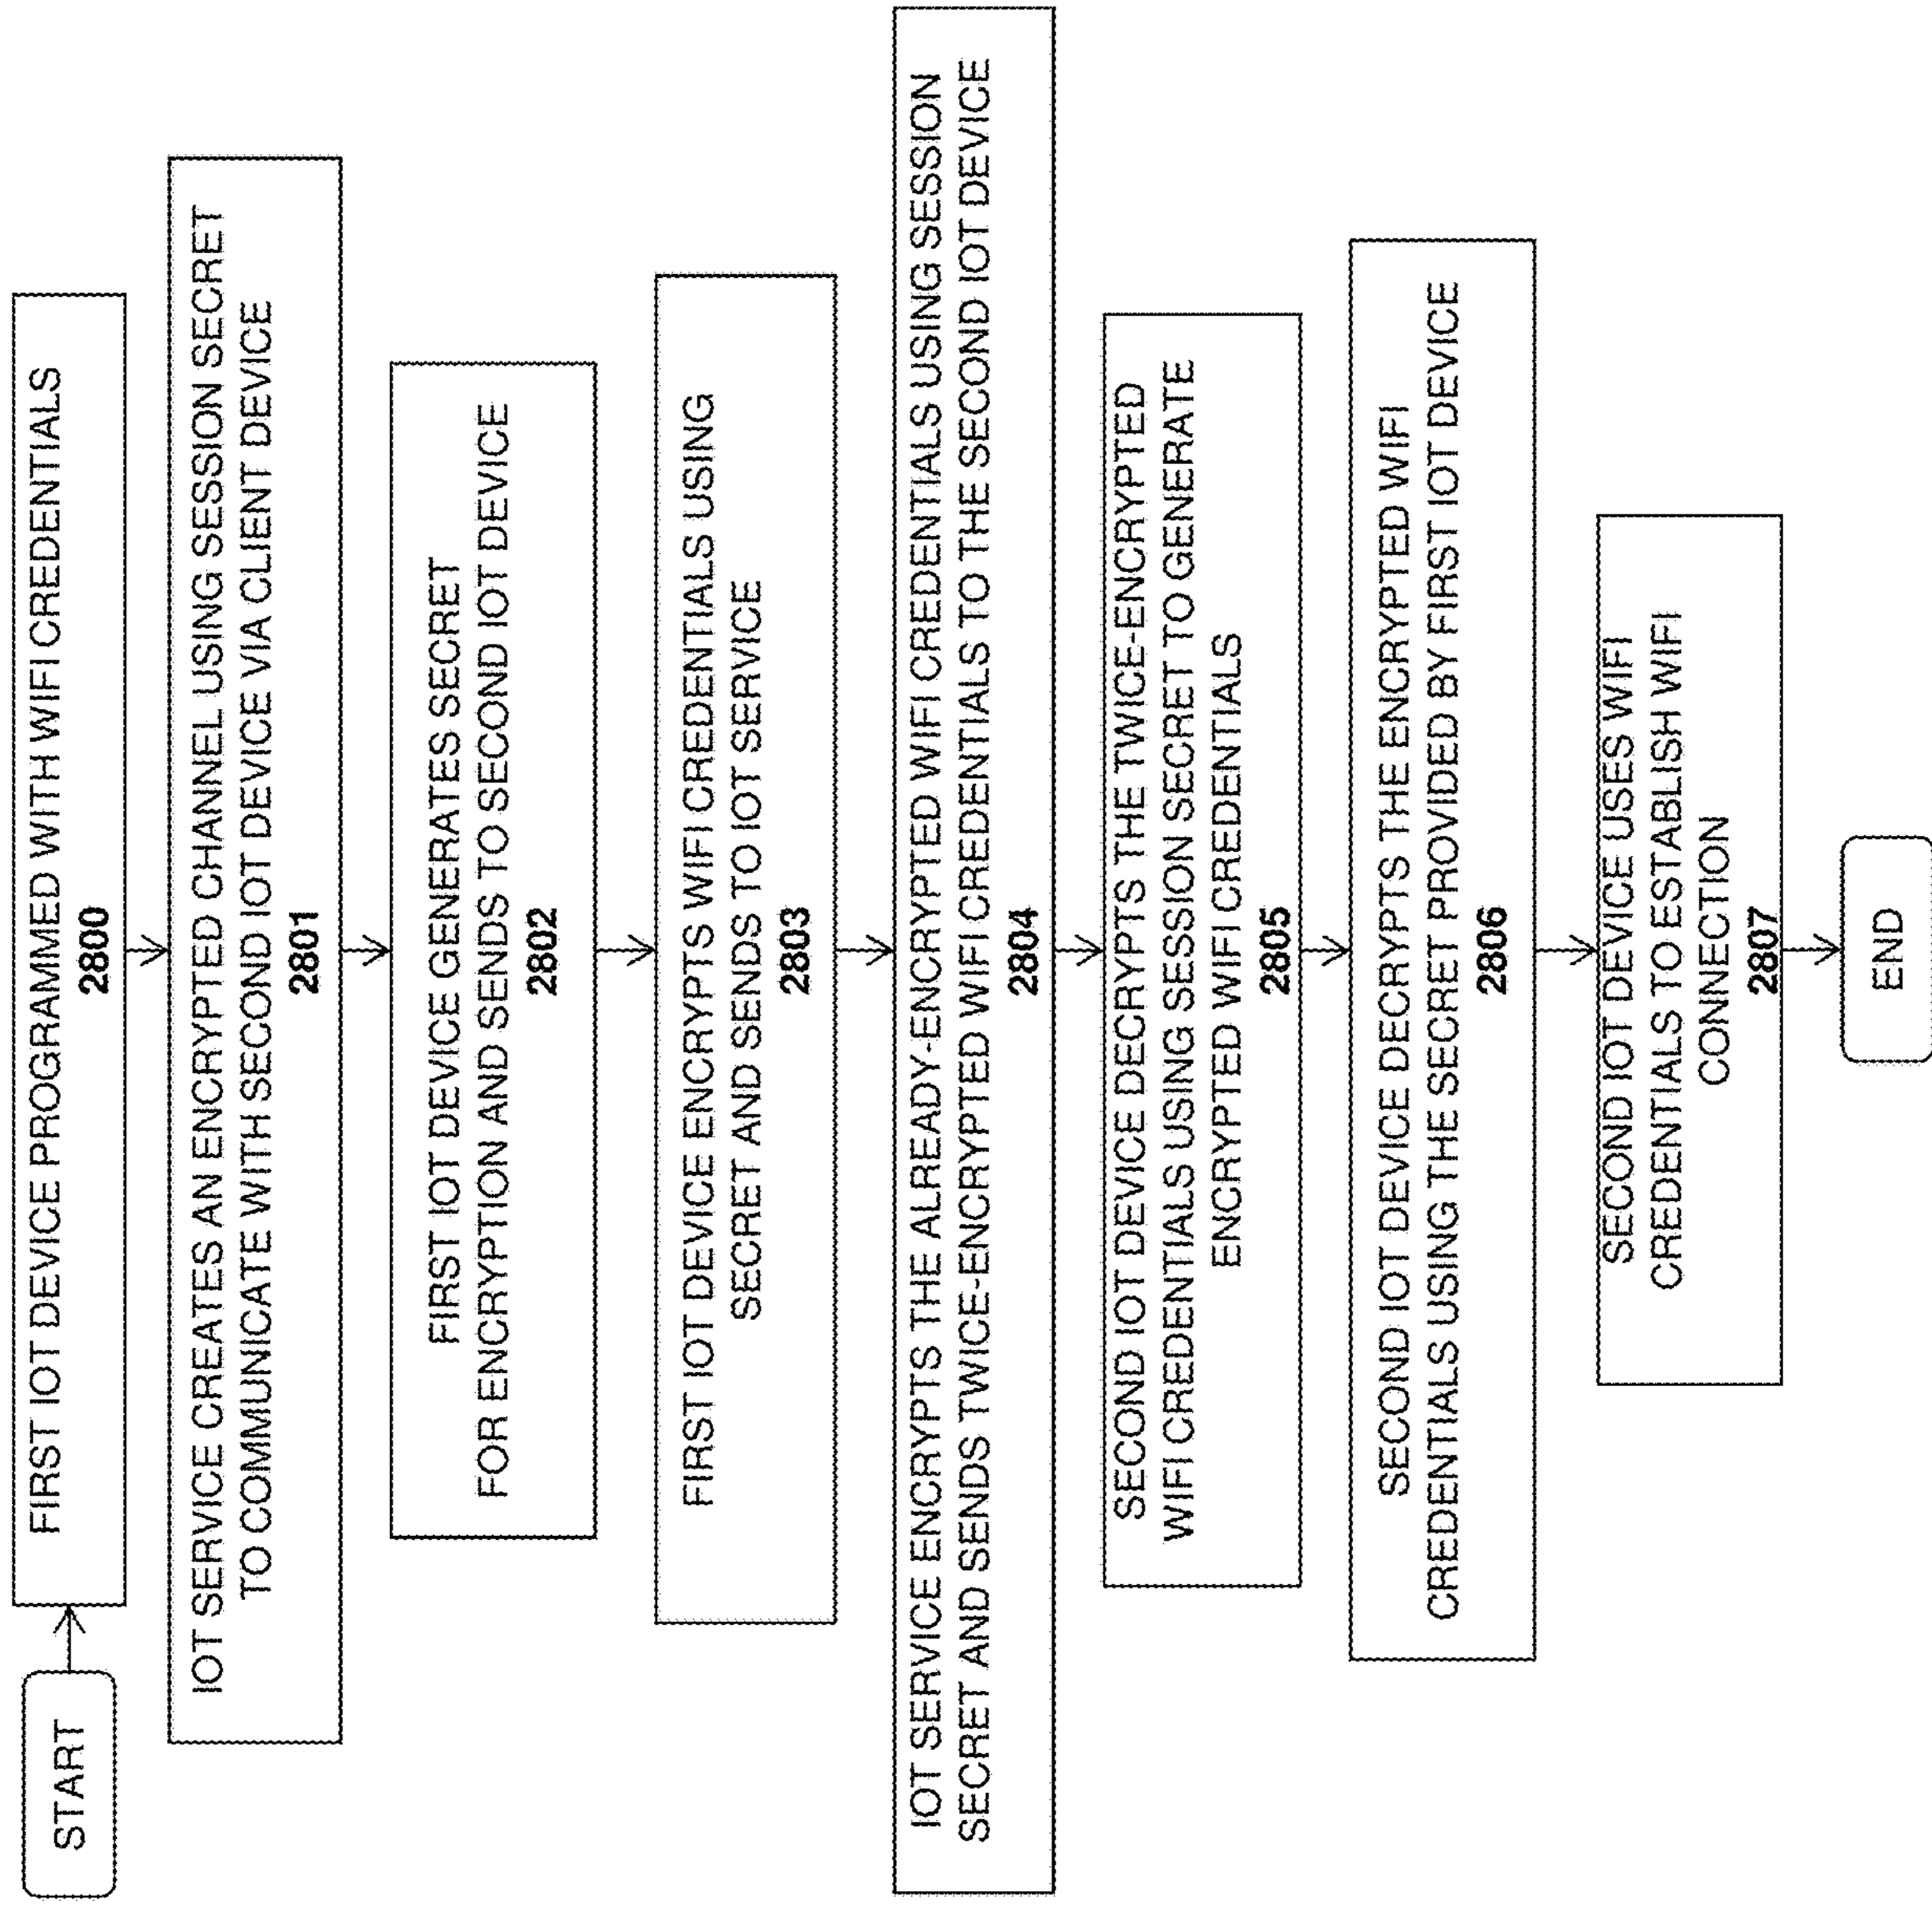 START
FIRST IOT DEVICE PROGRAMMED WITH WIFI CREDENTIALS
2800
IOT SERVICE CREATES AN ENCRYPTED CHANNEL USING SESSION SECRET
TO COMMUNICATE WITH SECOND IOT DEVICE VIA CLIENT DEVICE
2801
FIRST IOT DEVICE GENERATES SECRET
FOR ENCRYPTION AND SENDS TO SECOND IOT DEVICE
2802
FIRST IOT DEVICE ENCRYPTS WIFI CREDENTIALS USING
SECRET AND SENDS TO IOT SERVICE
2803
IOT SERVICE ENCRYPTS THE ALREADY-ENCRYPTED WIFI CREDENTIALS USING SESSION
SECRET AND SENDS TWICE-ENCRYPTED WIFI CREDENTIALS TO THE SECOND IOT DEVICE
2804
SECOND IOT DEVICE DECRYPTS THE TWICE-ENCRYPTED
WIFI CREDENTIALS USING SESSION SECRET TO GENERATE
ENCRYPTED WIFI CREDENTIALS
2805
SECOND IOT DEVICE DECRYPTS THE ENCRYPTED WIFI
CREDENTIALS USING THE SECRET PROVIDED BY FIRST IOT DEVICE
2806
SECOND IOT DEVICE USES WIFI
CREDENTIALS TO ESTABLISH WIFI
CONNECTION
2807
END